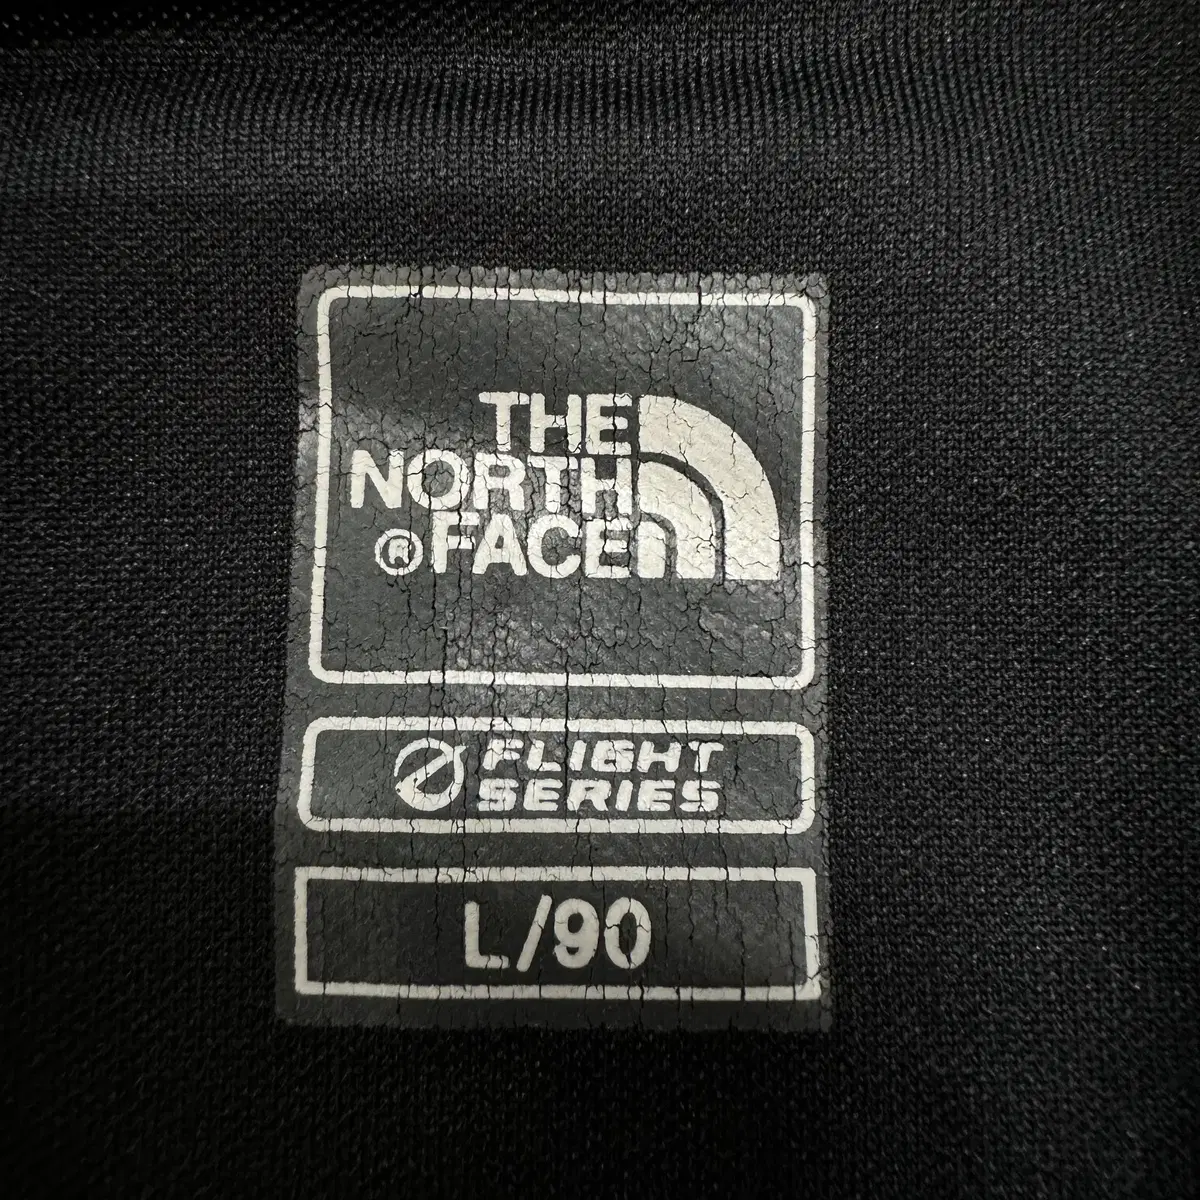 THE
NORTH
® FACE
FLIGHT
SERIES
L/90